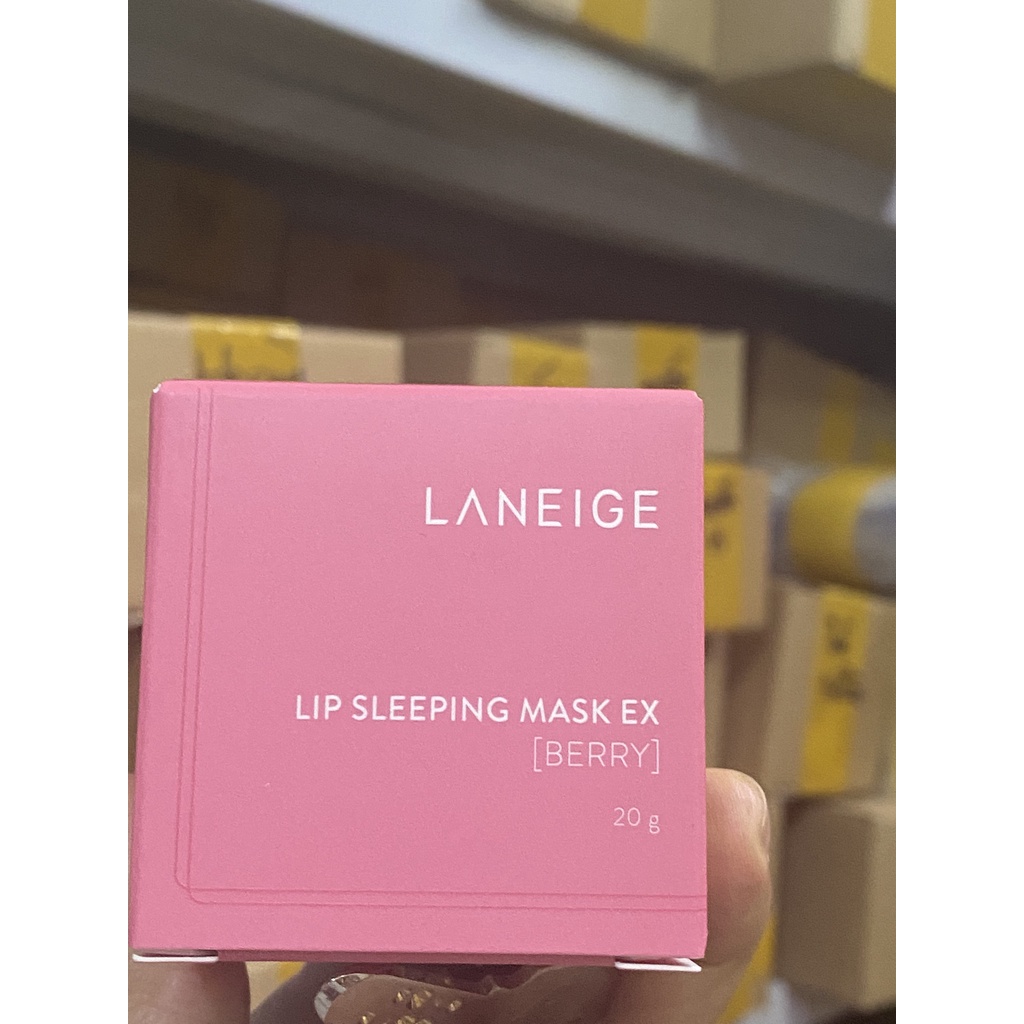 LANEIGE
LIP SLEEPING MASK EX
[BERRY]
20 g